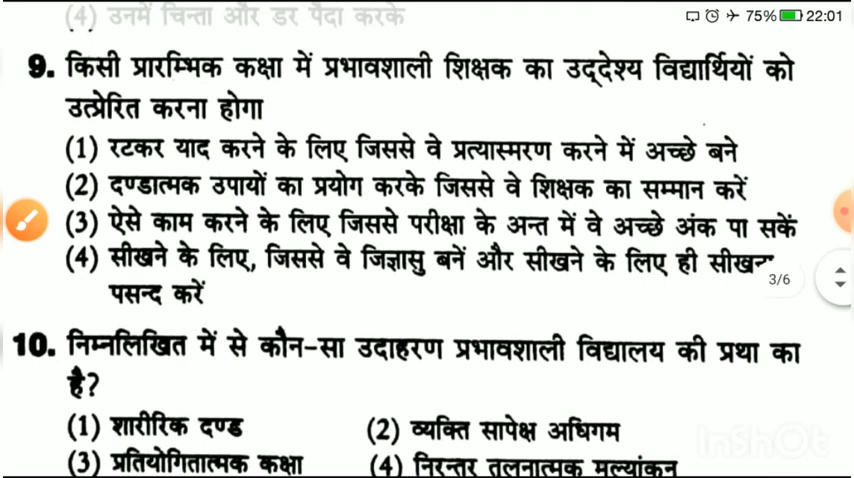 (4) उनमें चिन्ता और डर पैदा करके
75% 22:01
9. किसी प्रारम्भिक कक्षा में प्रभावशाली शिक्षक का उद्देश्य विद्यार्थियों को
उत्प्रेरित करना होगा
(1) रटकर याद करने के लिए जिससे वे प्रत्यास्मरण करने में अच्छे बने
(2) दण्डात्मक उपायों का प्रयोग करके जिससे वे शिक्षक का सम्मान करें
(3) ऐसे काम करने के लिए जिससे परीक्षा के अन्त में वे अच्छे अंक पा सकें
(4) सीखने के लिए, जिससे वे जिज्ञासु बनें और सीखने के लिए ही
3/6
पसन्द करें
10. निम्नलिखित में से कौन-सा उदाहरण प्रभावशाली विद्यालय की प्रथा का
है?
(1) शारीरिक दण्ड (2) व्यक्ति सापेक्ष अधिगम
(3) प्रतियोगितात्मक कक्षा (4) निरन्तर तुलनात्मक मूल्यांकन
InShOt